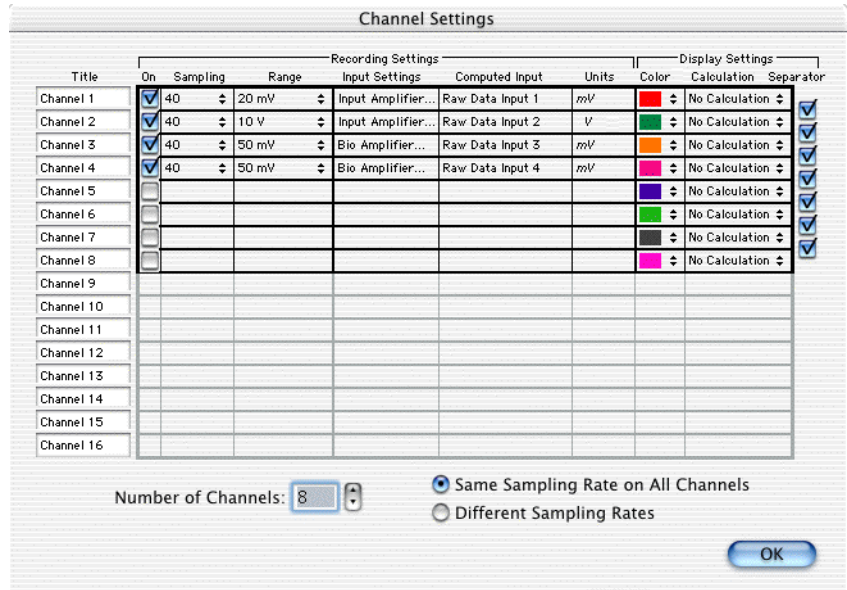 Channel Settings
Recording Settings Display Settings
Title On Sampling Range Input Settings Computed Input Units Color Calculation Separator
Channel 1 40 20 mV Input Amplifier... Raw Data Input 1 mV No Calculation
Channel 2 40 10 V Input Amplifier... Raw Data Input 2 V No Calculation
Channel 3 40 50 mV Bio Amplifier... Raw Data Input 3 mV No Calculation
Channel 4 40 50 mV Bio Amplifier... Raw Data Input 4 mV No Calculation
Channel 5 No Calculation
Channel 6 No Calculation
Channel 7 No Calculation
Channel 8 No Calculation
Channel 9
Channel 10
Channel 11
Channel 12
Channel 13
Channel 14
Channel 15
Channel 16
Number of Channels: 8
Same Sampling Rate on All Channels
Different Sampling Rates
OK